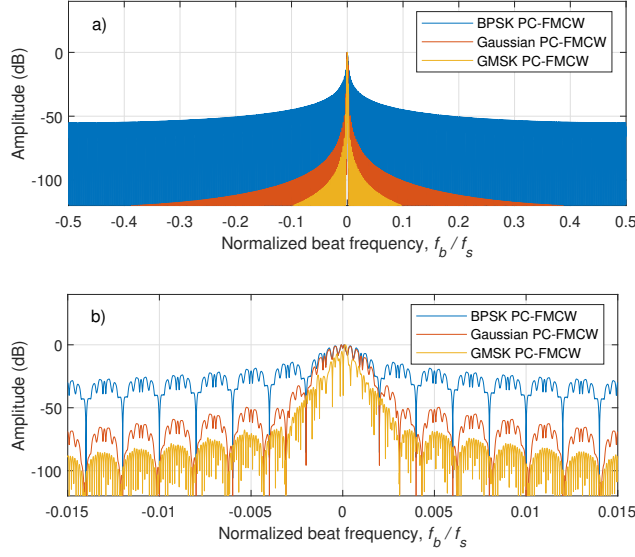 a)
BPSK PC-FMCW
Gaussian PC-FMCW
GMSK PC-FMCW
Amplitude (dB)
0
-50
-100
-0.5 -0.4 -0.3 -0.2 -0.1 0 0.1 0.2 0.3 0.4 0.5
Normalized beat frequency, f_b / f_s
b)
BPSK PC-FMCW
Gaussian PC-FMCW
GMSK PC-FMCW
Amplitude (dB)
0
-50
-100
-0.015 -0.01 -0.005 0 0.005 0.01 0.015
Normalized beat frequency, f_b / f_s